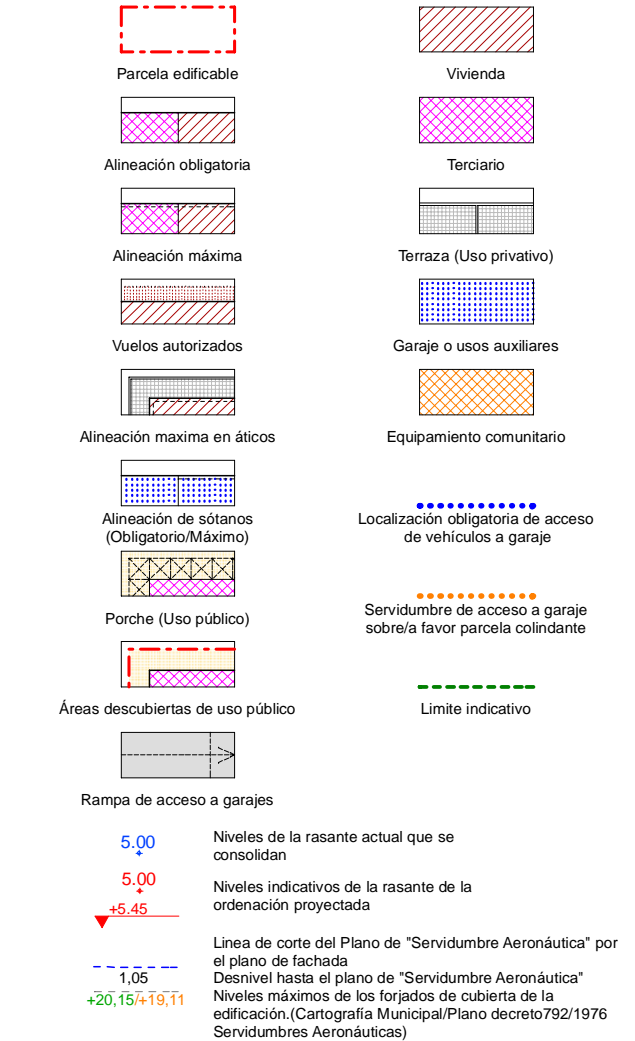 Parcela edificable
Vivienda
Alineación obligatoria
Terciario
Alineación máxima
Terraza (Uso privativo)
Vuelos autorizados
Garaje o usos auxiliares
Alineación maxima en áticos
Equipamiento comunitario
Alineación de sótanos
(Obligatorio/Máximo)
Localización obligatoria de acceso
de vehículos a garaje
Porche (Uso público)
Servidumbre de acceso a garaje
sobre/a favor parcela colindante
Áreas descubiertas de uso público
Limite indicativo
Rampa de acceso a garajes
5.00
Niveles de la rasante actual que se
consolidan
5.00
+5.45
Niveles indicativos de la rasante de la
ordenación proyectada
Linea de corte del Plano de "Servidumbre Aeronáutica" por
el plano de fachada
1,05
Desnivel hasta el plano de "Servidumbre Aeronáutica"
+20,15/+19,11
Niveles máximos de los forjados de cubierta de la
edificación.(Cartografía Municipal/Plano decreto792/1976
Servidumbres Aeronáuticas)